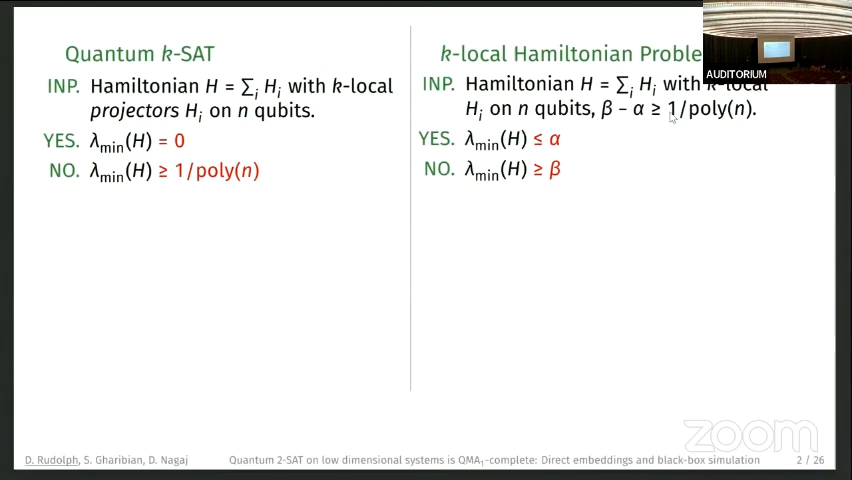 Quantum k-SAT
INP. Hamiltonian H = ∑ᵢ Hᵢ with k-local
projectors Hᵢ on n qubits.
YES. λmin(H) = 0
NO. λmin(H) ≥ 1/poly(n)
k-local Hamiltonian Proble
INP. Hamiltonian H = ∑ᵢ Hᵢ with k-local
Hᵢ on n qubits, β − α ≥ 1/poly(n).
YES. λmin(H) ≤ α
NO. λmin(H) ≥ β
AUDITORIUM
zoom
D. Rudolph, S. Gharibian, D. Nagaj
Quantum 2-SAT on low dimensional systems is QMA₁-complete: Direct embeddings and black-box simulation
2 / 26